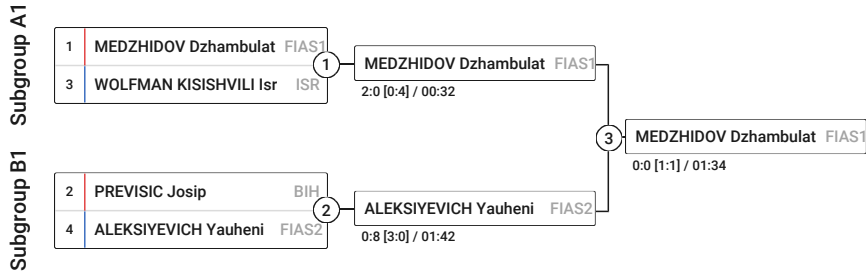 Subgroup A1
1 MEDZHIDOV Dzhambulat FIAS1
3 WOLFMAN KISISHVILI Isr ISR
1
MEDZHIDOV Dzhambulat FIAS1
2:0 [0:4] / 00:32
3
MEDZHIDOV Dzhambulat FIAS1
0:0 [1:1] / 01:34
Subgroup B1
2 PREVISIC Josip BIH
4 ALEKSIYEVICH Yauheni FIAS2
2
ALEKSIYEVICH Yauheni FIAS2
0:8 [3:0] / 01:42